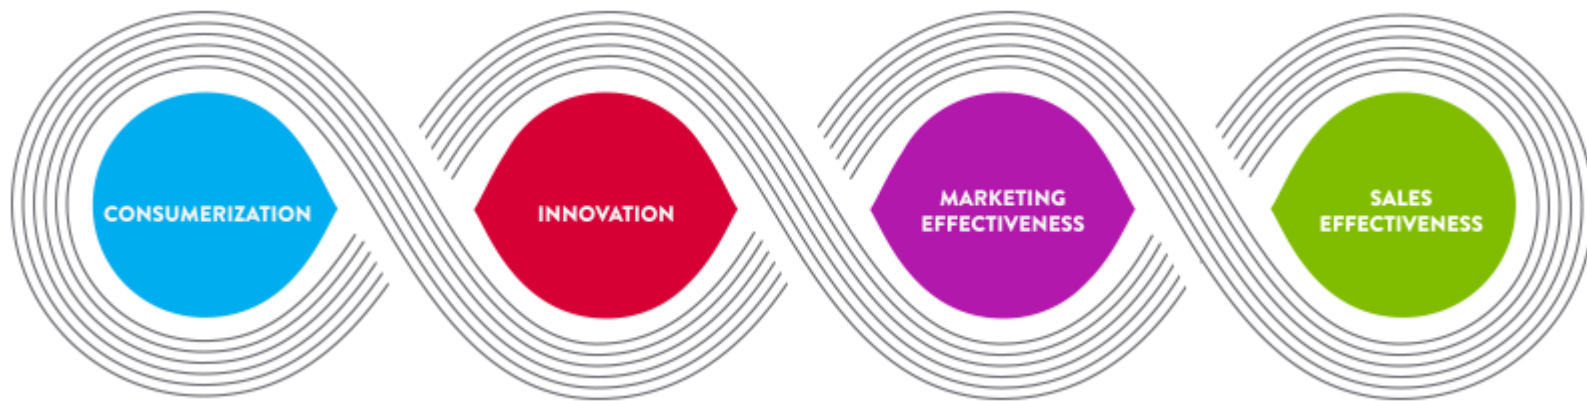 CONSUMERIZATION
INNOVATION
MARKETING
EFFECTIVENESS
SALES
EFFECTIVENESS